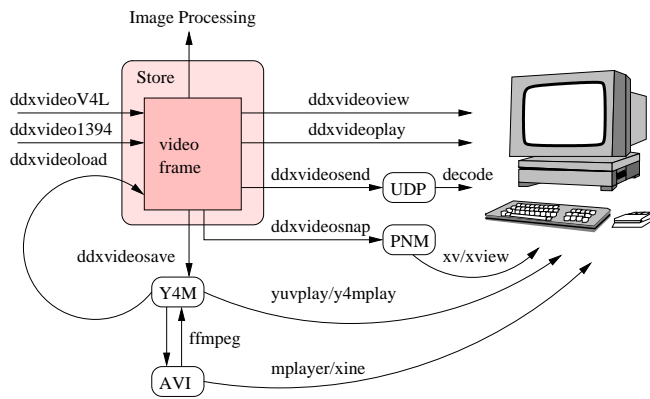 Image Processing
Store
ddxvideoV4L
ddxvideoview
ddxvideo1394
ddxvideoplay
video
frame
ddxvideoload
ddxvideosend
UDP
decode
ddxvideosnap
PNM
ddxvideosave
xv/xview
Y4M
yuvplay/y4mplay
ffmpeg
mplayer/xine
AVI